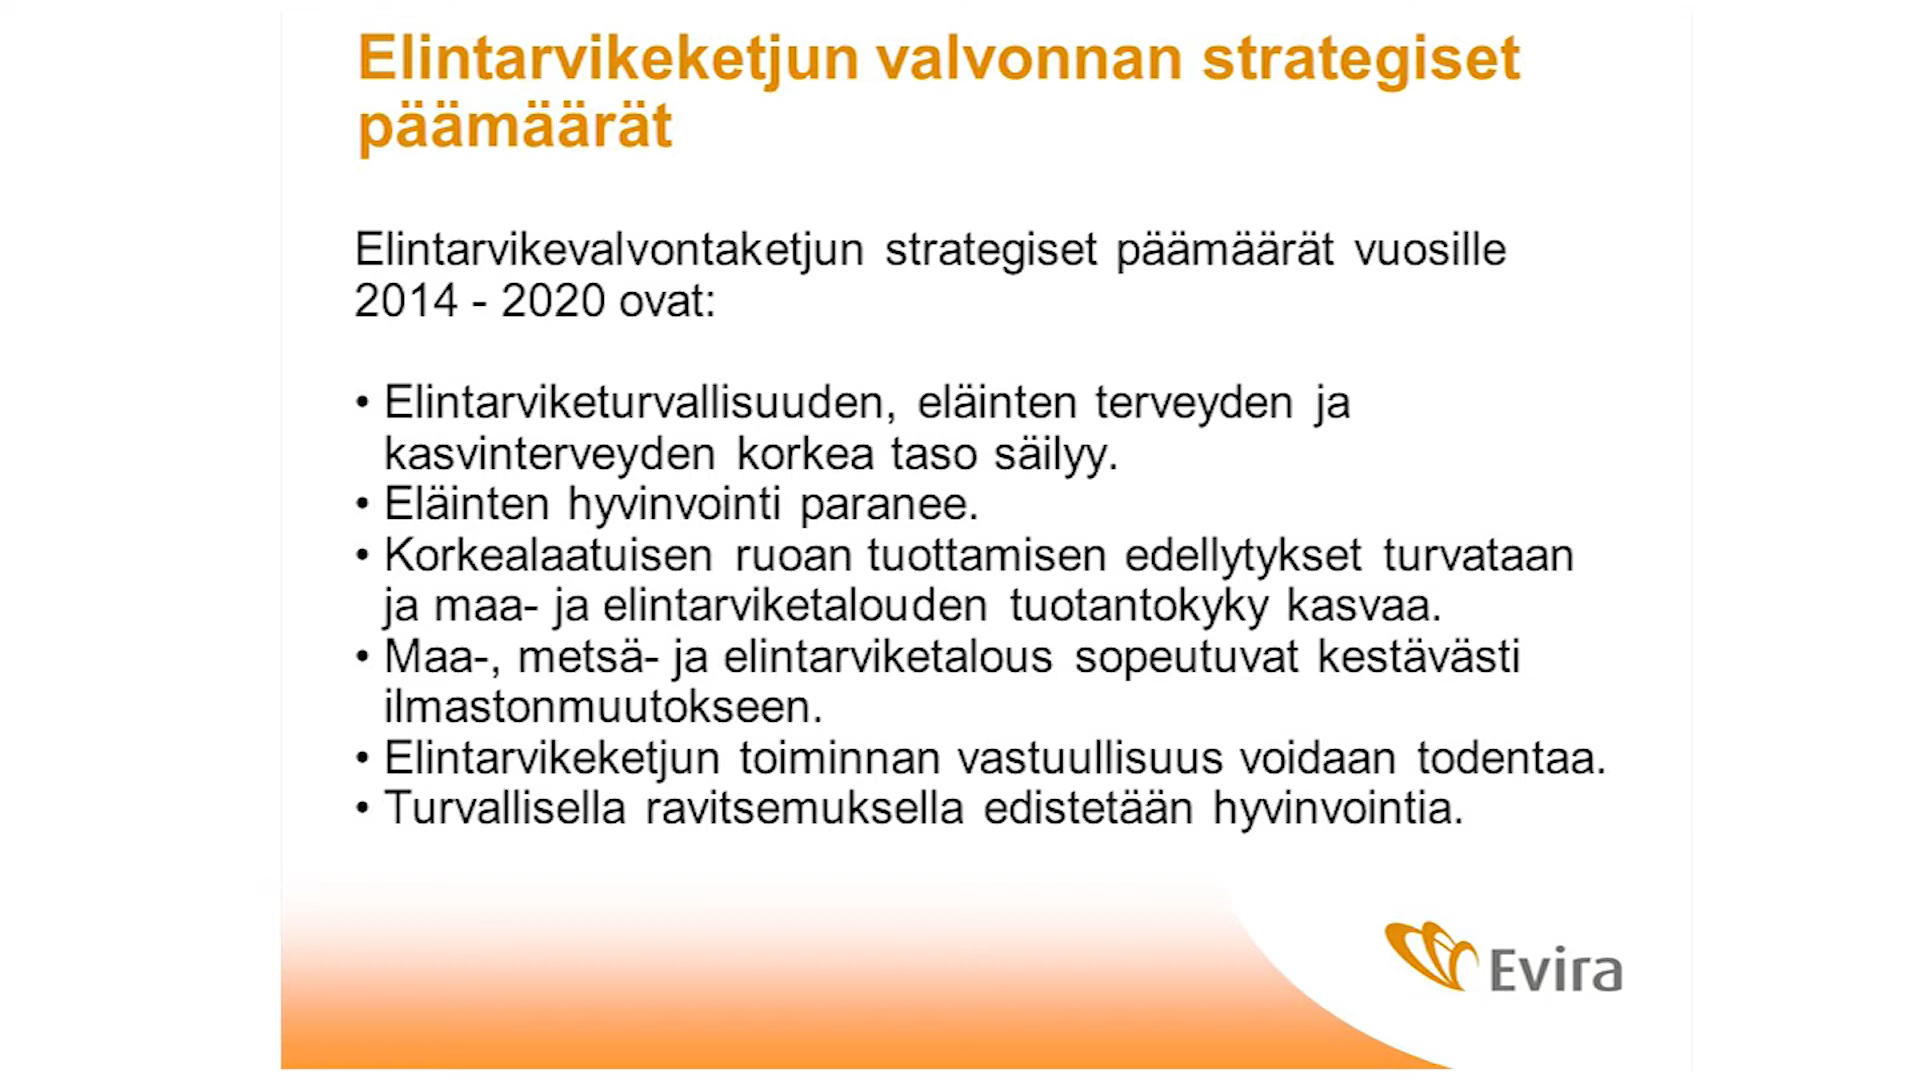 Elintarvikeketjun valvonnan strategiset
päämäärät
Elintarvikevalvontaketjun strategiset päämäärät vuosille
2014 - 2020 ovat:
• Elintarviketurvallisuuden, eläinten terveyden ja
kasvinterveyden korkea taso säilyy.
• Eläinten hyvinvointi paranee.
• Korkealaatuisen ruoan tuottamisen edellytykset turvataan
ja maa- ja elintarviketalouden tuotantokyky kasvaa.
• Maa-, metsä- ja elintarviketalous sopeutuvat kestävästi
ilmastonmuutokseen.
• Elintarvikeketjun toiminnan vastuullisuus voidaan todentaa.
• Turvallisella ravitsemuksella edistetään hyvinvointia.
Evira